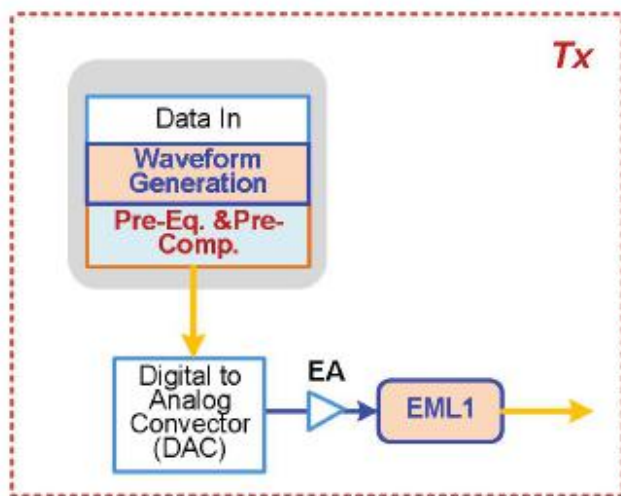 Tx
Data In
Waveform
Generation
Pre-Eq. &Pre-
Comp.
Digital to
Analog
Convector
(DAC)
EA
EML1